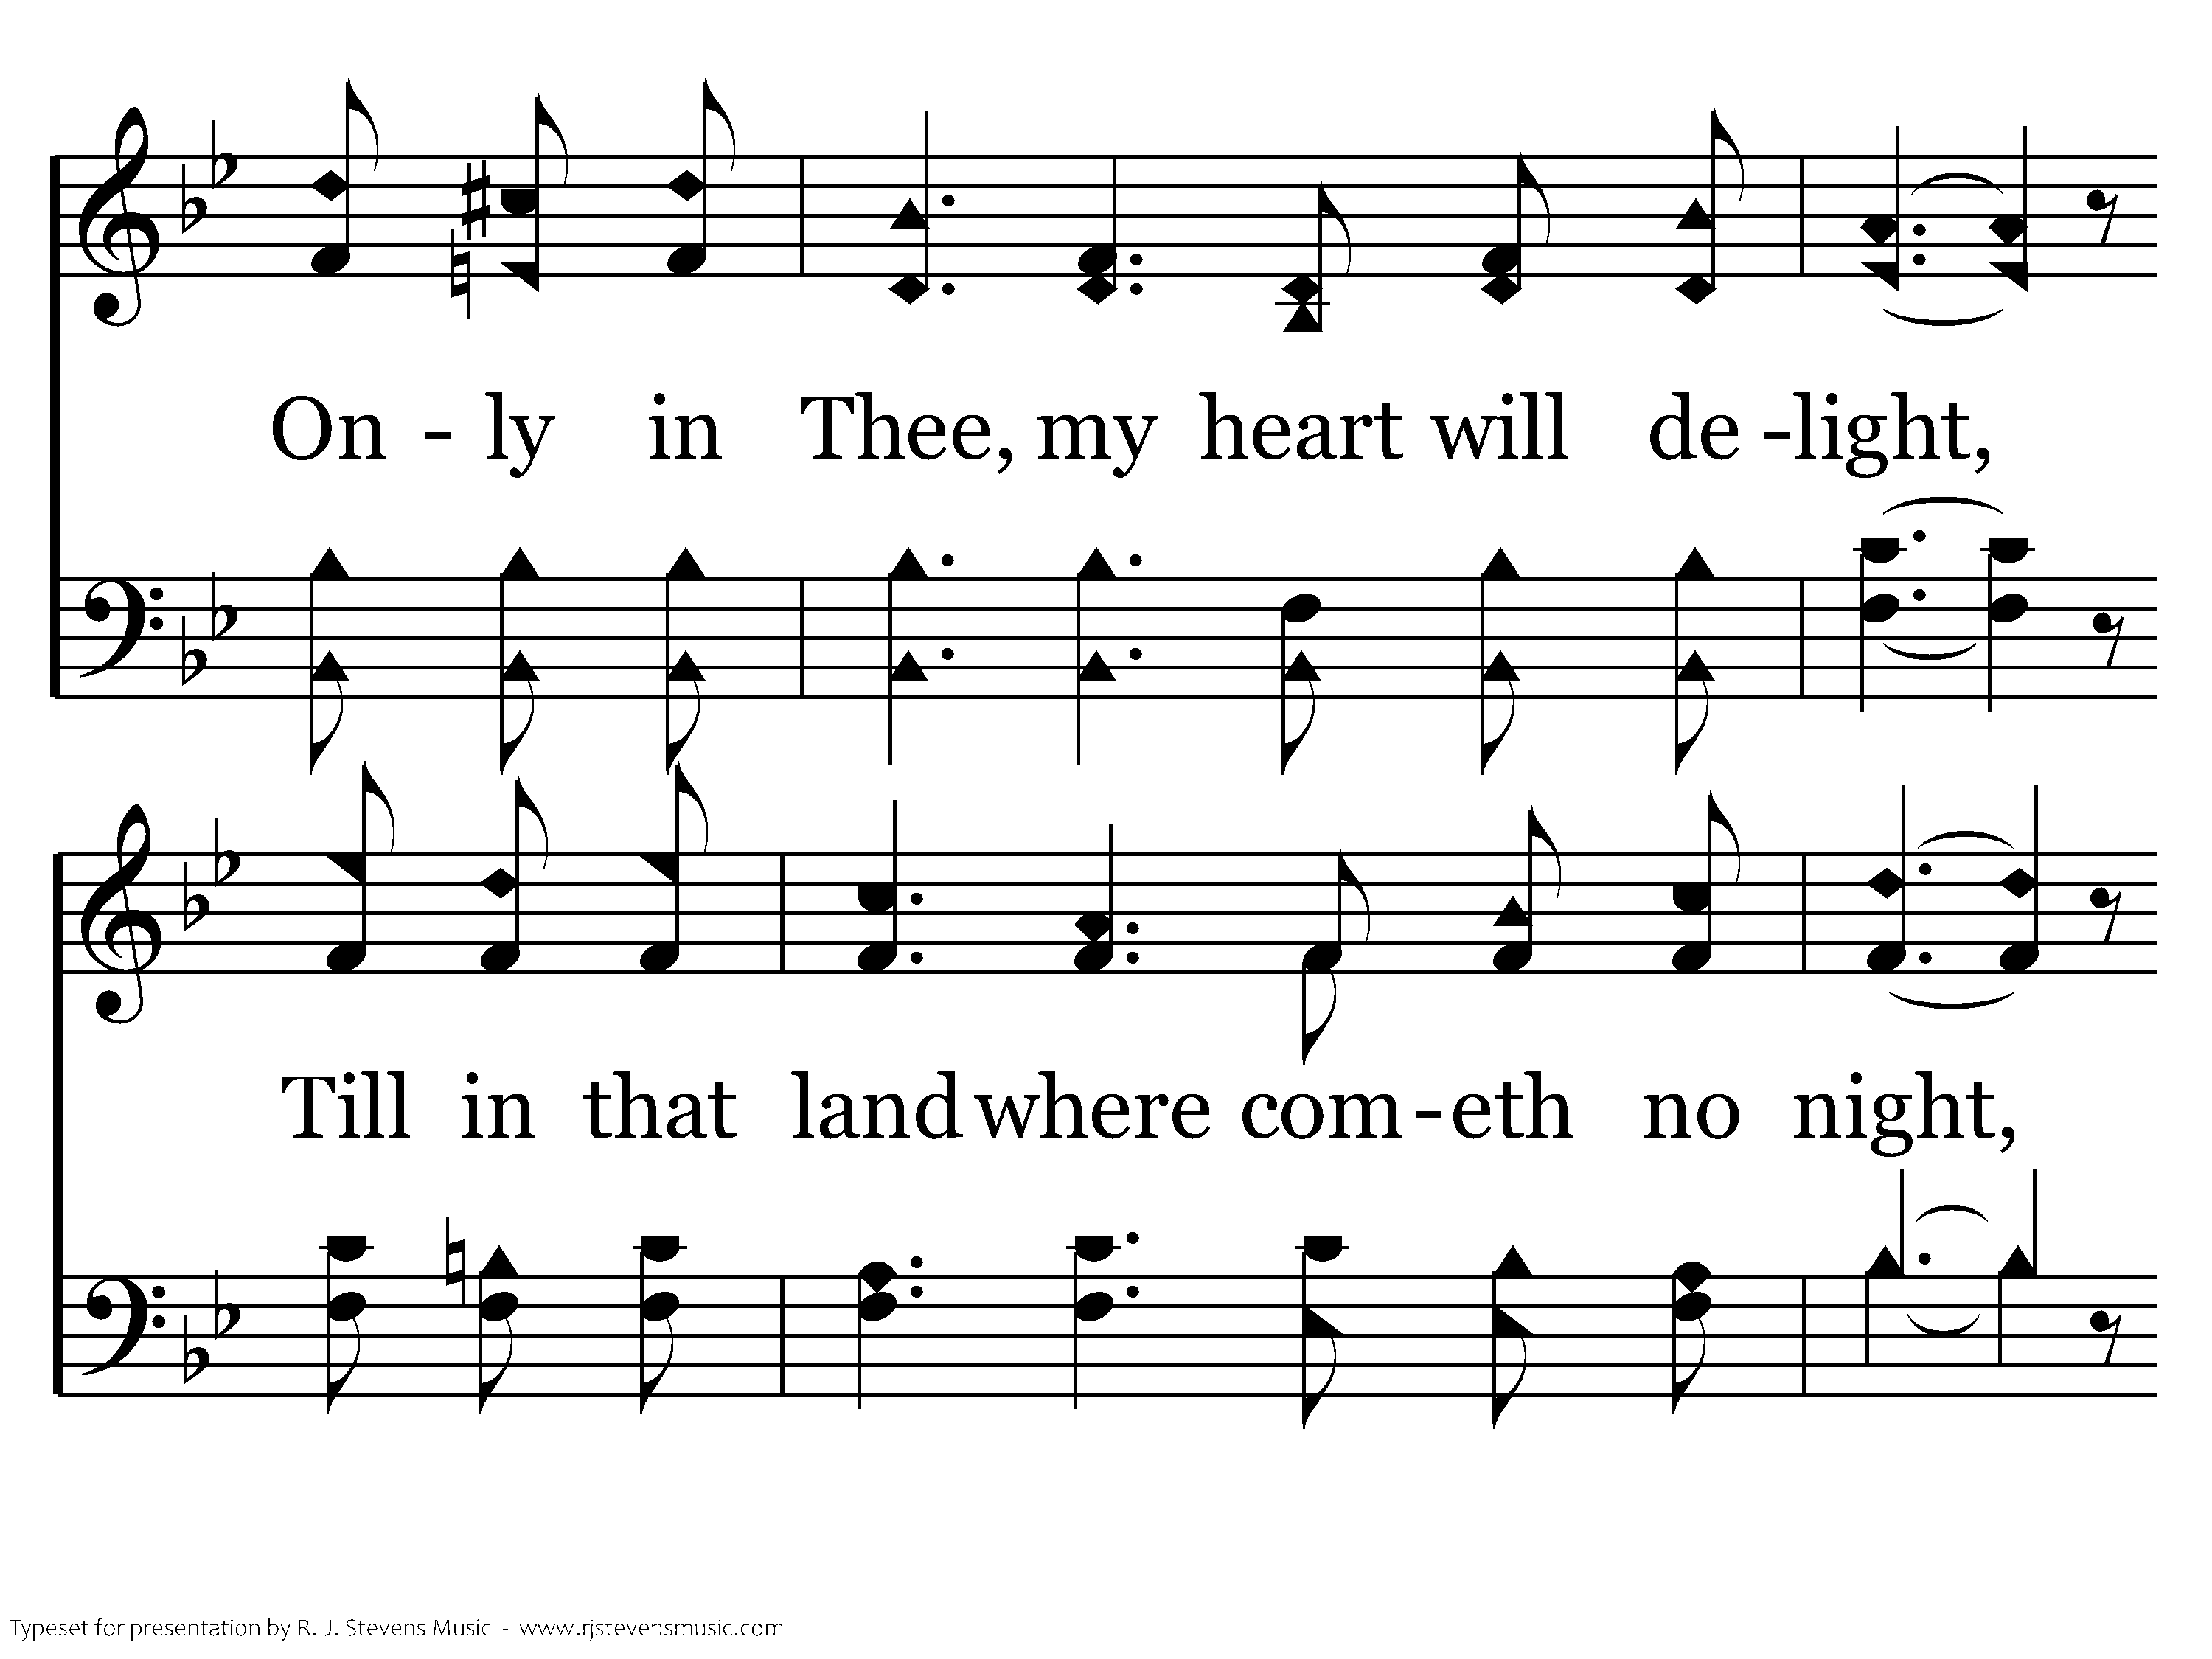 On - ly in Thee, my heart will de - light,
Till in that land where com - eth no night,
Typeset for presentation by R. J. Stevens Music - www.rjstevensmusic.com